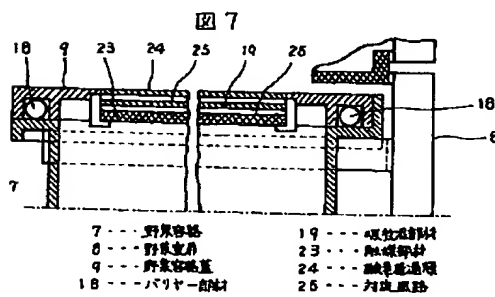 図 7
18 9 23 24 25 19 26
18
8
7
7 --- 野菜容器
8 --- 野菜室扉
9 --- 野菜容器蓋
18 --- バリヤー部材
19 ---
23 --- 触媒部材
24 ---
26 ---